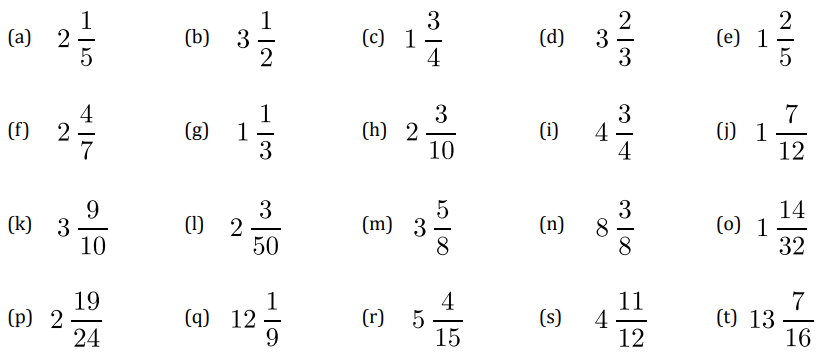 (a) 2 1/5 (b) 3 1/2 (c) 1 3/4 (d) 3 2/3 (e) 1 2/5
(f) 2 4/7 (g) 1 1/3 (h) 2 3/10 (i) 4 3/4 (j) 1 7/12
(k) 3 9/10 (l) 2 3/50 (m) 3 5/8 (n) 8 3/8 (o) 1 14/32
(p) 2 19/24 (q) 12 1/9 (r) 5 4/15 (s) 4 11/12 (t) 13 7/16